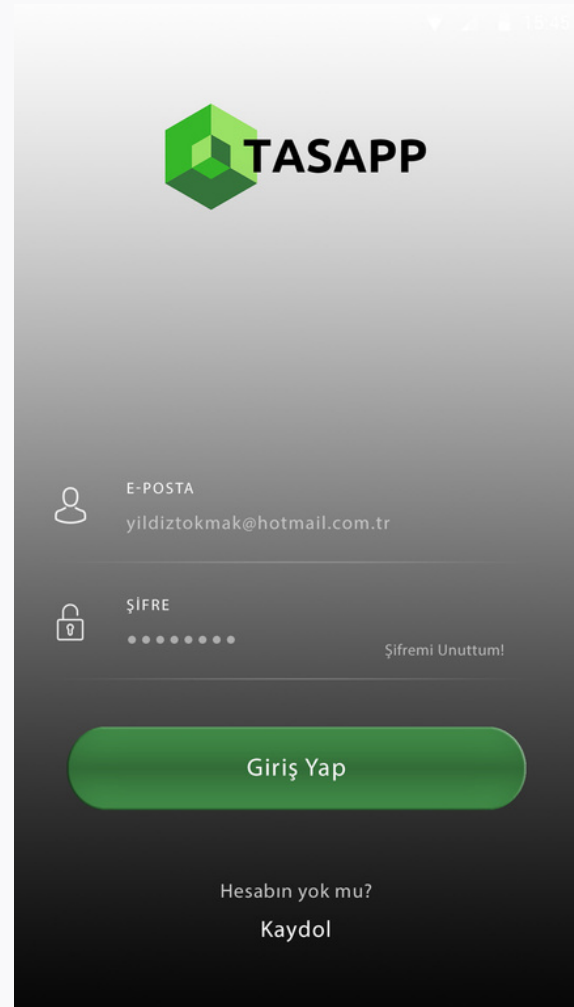 TASAPP
E-POSTA
yildiztokmak@hotmail.com.tr
ŞİFRE
Şifremi Unuttum!
Giriş Yap
Hesabın yok mu?
Kaydol